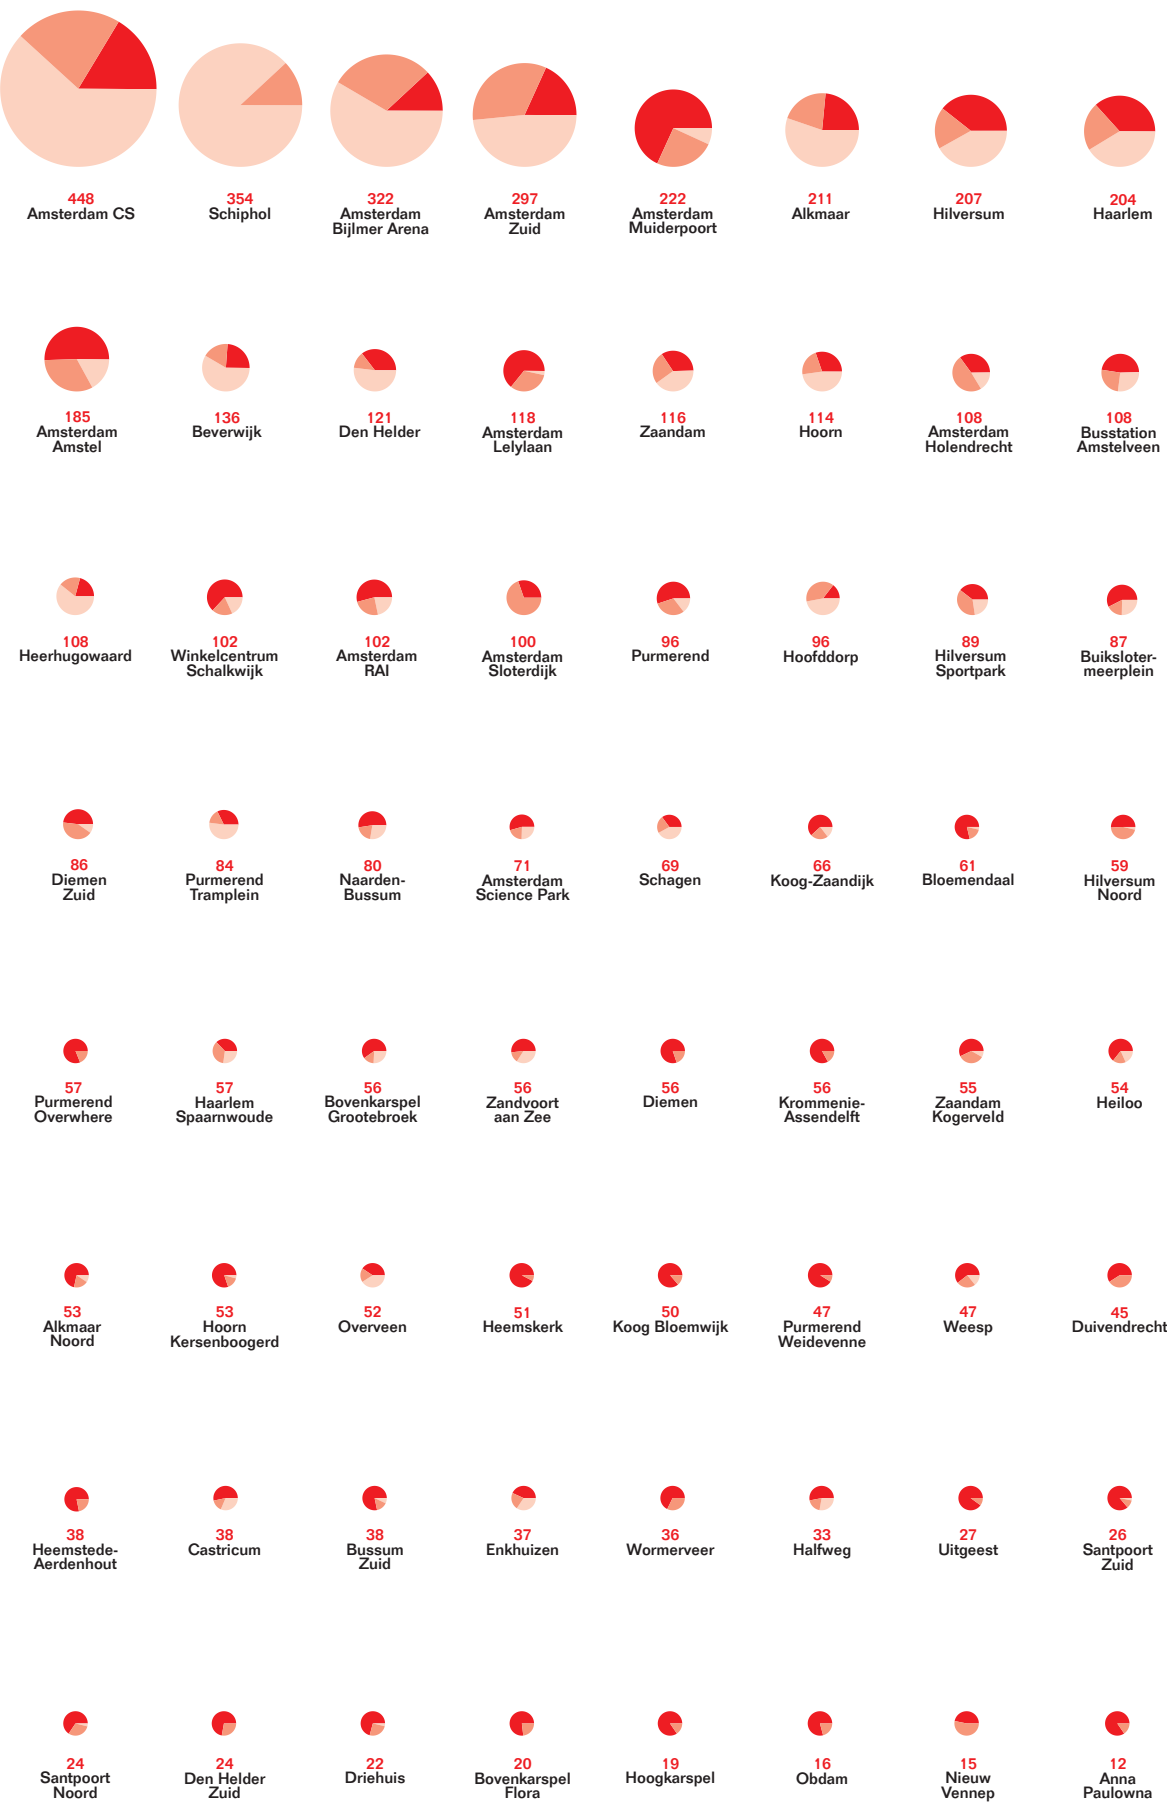 448
Amsterdam CS
354
Schiphol
322
Amsterdam
Bijlmer Arena
297
Amsterdam
Zuid
222
Amsterdam
Muiderpoort
211
Alkmaar
207
Hilversum
204
Haarlem
185
Amsterdam
Amstel
136
Beverwijk
121
Den Helder
118
Amsterdam
Lelylaan
116
Zaandam
114
Hoorn
108
Amsterdam
Holendrecht
108
Busstation
Amstelveen
108
Heerhugowaard
102
Winkelcentrum
Schalkwijk
102
Amsterdam
RAI
100
Amsterdam
Sloterdijk
96
Purmerend
96
Hoofddorp
89
Hilversum
Sportpark
87
Buiksloter-
meerplein
86
Diemen
Zuid
84
Purmerend
Tramplein
80
Naarden-
Bussum
71
Amsterdam
Science Park
69
Schagen
66
Koog-Zaandijk
61
Bloemendaal
59
Hilversum
Noord
57
Purmerend
Overwhere
57
Haarlem
Spaarnwoude
56
Bovenkarspel
Grootebroek
56
Zandvoort
aan Zee
56
Diemen
56
Krommenie-
Assendelft
55
Zaandam
Kogerveld
54
Heiloo
53
Alkmaar
Noord
53
Hoorn
Kersenboogerd
52
Overveen
51
Heemskerk
50
Koog Bloemwijk
47
Purmerend
Weidevenne
47
Weesp
45
Duivendrecht
38
Heemstede-
Aerdenhout
38
Castricum
38
Bussum
Zuid
37
Enkhuizen
36
Wormerveer
33
Halfweg
27
Uitgeest
26
Santpoort
Zuid
24
Santpoort
Noord
24
Den Helder
Zuid
22
Driehuis
20
Bovenkarspel
Flora
19
Hoogkarspel
16
Obdam
15
Nieuw
Vennep
12
Anna
Paulowna